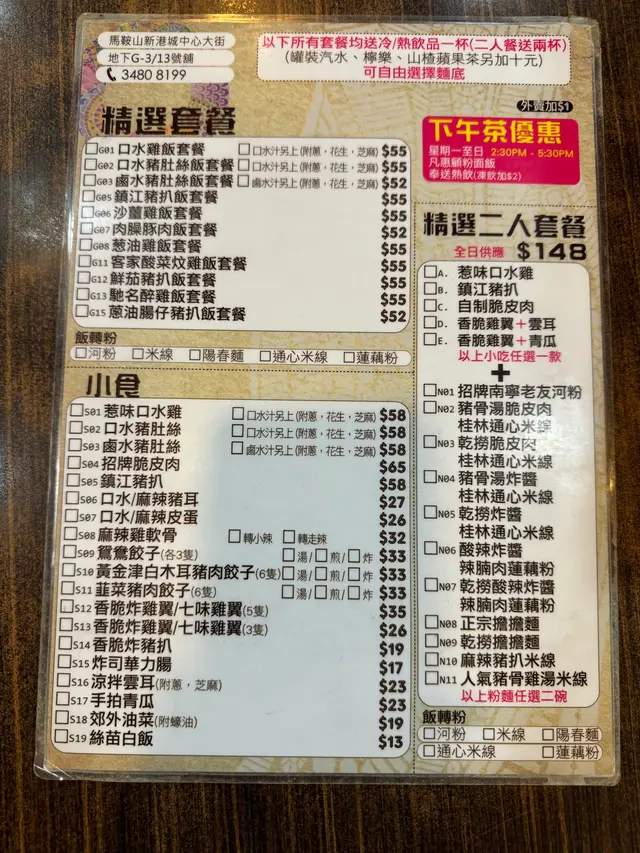 馬鞍山新港城中心大街
地下G-3/13號舖
3480 8199
以下所有套餐均送冷/熱飲品一杯(二人餐送兩杯)
(罐裝汽水、檸樂、山楂蘋果茶另加十元)
可自由選擇麵底
外賣加$1
精選套餐
G01 口水雞飯套餐 口水汁另上(附蔥,花生,芝麻) $55
G02 口水豬肚絲飯套餐 口水汁另上(附蔥,花生,芝麻) $55
G03 鹵水豬肚絲飯套餐 鹵水汁另上(附蔥,花生,芝麻) $52
G05 鎮江豬扒飯套餐 $55
G06 沙薑雞飯套餐 $55
G07 肉臊豚肉飯套餐 $52
G08 蔥油雞飯套餐 $55
G11 客家酸菜炆雞飯套餐 $55
G12 鮮茄豬扒飯套餐 $55
G13 馳名醉雞飯套餐 $55
G15 蔥油腸仔豬扒飯套餐 $52
飯轉粉
河粉 米線 陽春麵 通心米線 蓮藕粉
小食
S01 惹味口水雞 口水汁另上(附蔥,花生,芝麻) $58
S02 口水豬肚絲 口水汁另上(附蔥,花生,芝麻) $58
S03 鹵水豬肚絲 鹵水汁另上(附蔥,花生,芝麻) $58
S04 招牌脆皮肉 $65
S05 鎮江豬扒 $58
S06 口水/麻辣豬耳 $27
S07 口水/麻辣皮蛋 $26
S08 麻辣雞軟骨 轉小辣 轉走辣 $32
S09 鴛鴦餃子(各3隻) 湯/煎/炸 $33
S10 黃金津白木耳豬肉餃子(6隻) 湯/煎/炸 $33
S11 韮菜豬肉餃子(6隻) 湯/煎/炸 $33
S12 香脆炸雞翼/七味雞翼(5隻) $35
S13 香脆炸雞翼/七味雞翼(3隻) $26
S14 香脆炸豬扒 $19
S15 炸司華力腸 $17
S16 涼拌雲耳(附蔥,芝麻) $23
S17 手拍青瓜 $23
S18 郊外油菜(附蠔油) $19
S19 絲苗白飯 $13
下午茶優惠
星期一至日 2:30PM - 5:30PM
凡惠顧粉面飯
奉送熱飲(凍飲加$2)
精選二人套餐
全日供應 $148
A. 惹味口水雞
B. 鎮江豬扒
C. 自制脆皮肉
D. 香脆雞翼+雲耳
E. 香脆雞翼+青瓜
以上小吃任選一款
+
N01 招牌南寧老友河粉
N02 豬骨湯脆皮肉
桂林通心米線
N03 乾撈脆皮肉
桂林通心米線
N04 豬骨湯炸醬
桂林通心米線
N05 乾撈炸醬
桂林通心米線
N06 酸辣炸醬
辣腩肉蓮藕粉
N07 乾撈酸辣炸醬
辣腩肉蓮藕粉
N08 正宗擔擔麵
N09 乾撈擔擔麵
N10 麻辣豬扒米線
N11 人氣豬骨雞湯米線
以上粉麵任選二碗
飯轉粉
河粉 米線 陽春麵
通心米線 蓮藕粉